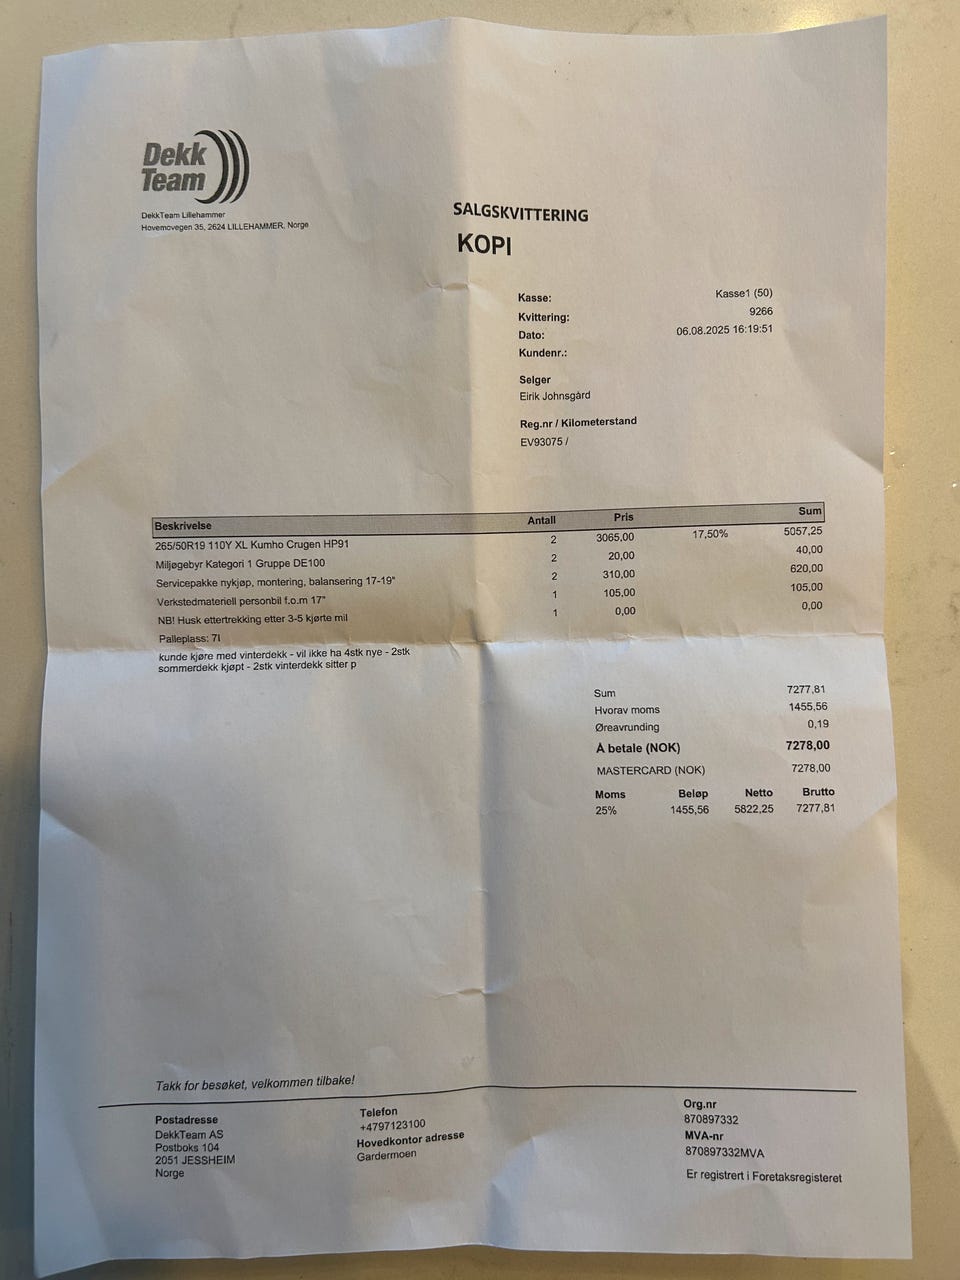 Dekk
Team
DekkTeam Lillehammer
Hovemovegen 35, 2624 LILLEHAMMER, Norge
SALGSKVITTERING
KOPI
Kasse: Kasse1 (50)
Kvittering: 9266
Dato: 06.08.2025 16:19:51
Kundenr.:
Selger
Eirik Johnsgård
Reg.nr / Kilometerstand
EV93075 /
Beskrivelse Antall Pris Sum
265/50R19 110Y XL Kumho Crugen HP91 2 3065,00 17,50% 5057,25
Miljøgebyr Kategori 1 Gruppe DE100 2 20,00 40,00
Servicepakke nykjøp, montering, balansering 17-19" 2 310,00 620,00
Verkstedmateriell personbil f.o.m 17" 1 105,00 105,00
NB! Husk ettertrekking etter 3-5 kjørte mil 1 0,00 0,00
Palleplass: 7I
kunde kjøre med vinterdekk - vil ikke ha 4stk nye - 2stk
sommerdekk kjøpt - 2stk vinterdekk sitter p
Sum 7277,81
Hvorav moms 1455,56
Øreavrunding 0,19
Å betale (NOK) 7278,00
MASTERCARD (NOK) 7278,00
Moms Beløp Netto Brutto
25% 1455,56 5822,25 7277,81
Takk for besøket, velkommen tilbake!
Postadresse
DekkTeam AS
Postboks 104
2051 JESSHEIM
Norge
Telefon
+4797123100
Hovedkontor adresse
Gardermoen
Org.nr
870897332
MVA-nr
870897332MVA
Er registrert i Foretaksregisteret